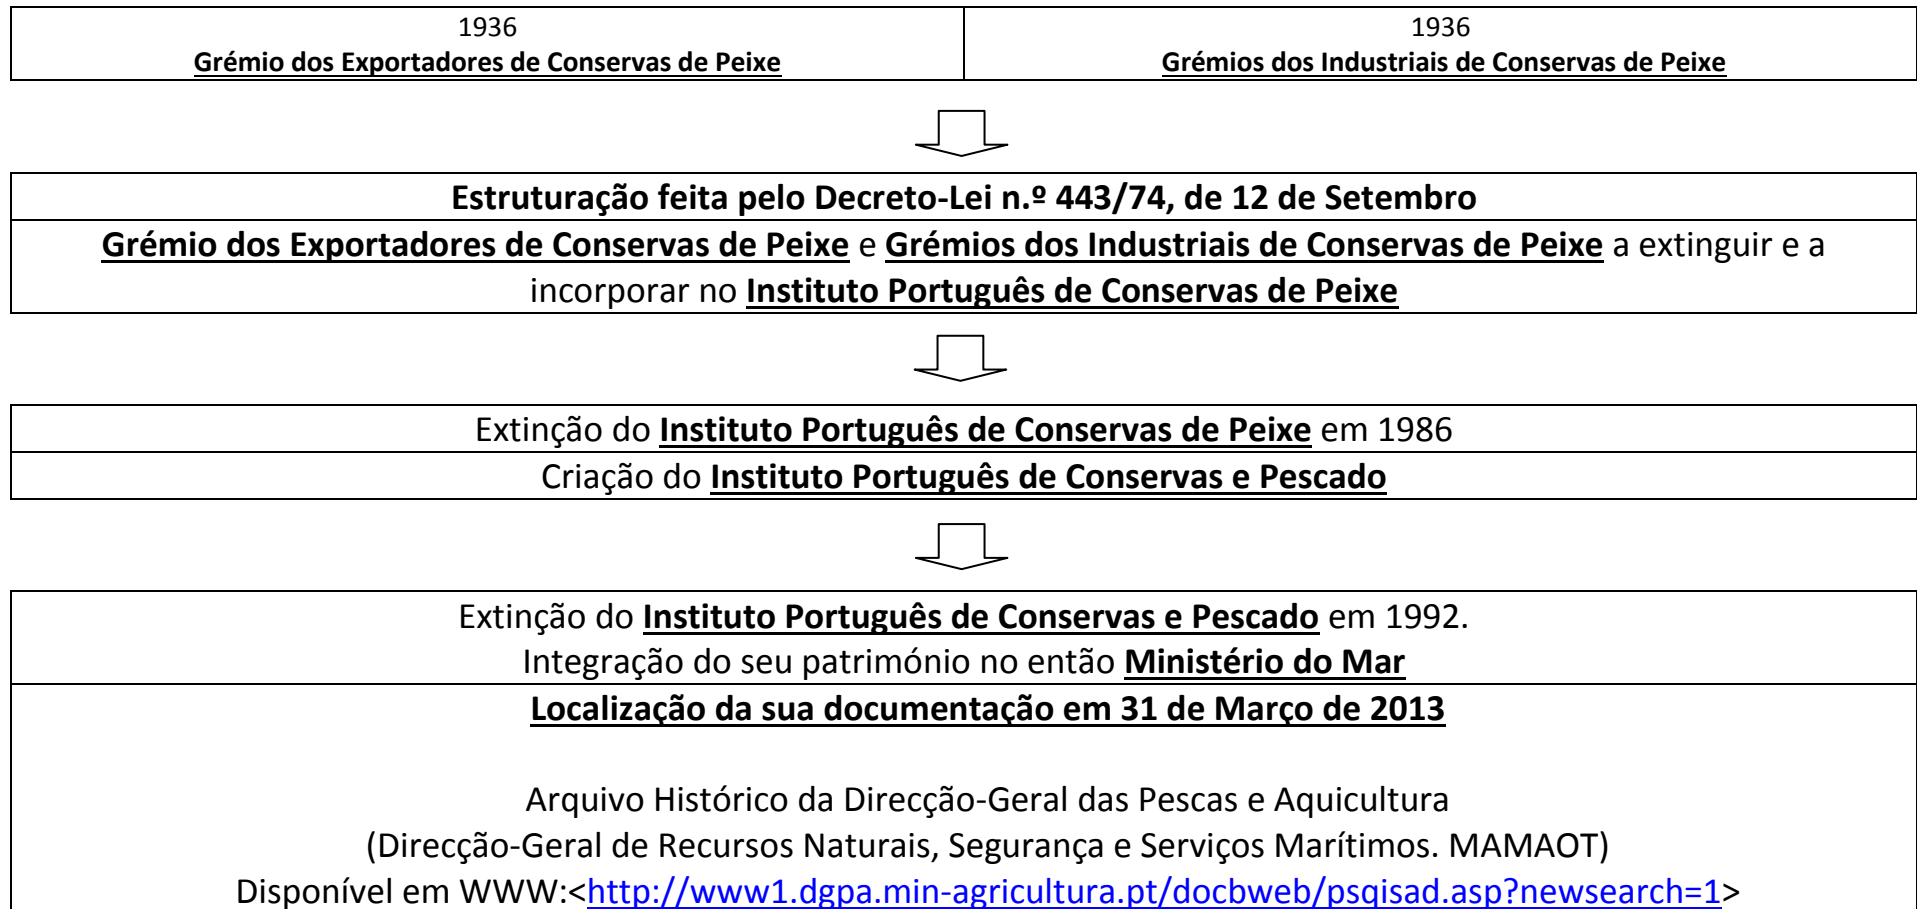 1936
Grémio dos Exportadores de Conservas de Peixe
1936
Grémios dos Industriais de Conservas de Peixe
Estruturação feita pelo Decreto-Lei n.º 443/74, de 12 de Setembro
Grémio dos Exportadores de Conservas de Peixe e Grémios dos Industriais de Conservas de Peixe a extinguir e a
incorporar no Instituto Português de Conservas de Peixe
Extinção do Instituto Português de Conservas de Peixe em 1986
Criação do Instituto Português de Conservas e Pescado
Extinção do Instituto Português de Conservas e Pescado em 1992.
Integração do seu património no então Ministério do Mar
Localização da sua documentação em 31 de Março de 2013
Arquivo Histórico da Direcção-Geral das Pescas e Aquicultura
(Direcção-Geral de Recursos Naturais, Segurança e Serviços Marítimos. MAMAOT)
Disponível em WWW:<http://www1.dgpa.min-agricultura.pt/docbweb/psqisad.asp?newsearch=1>